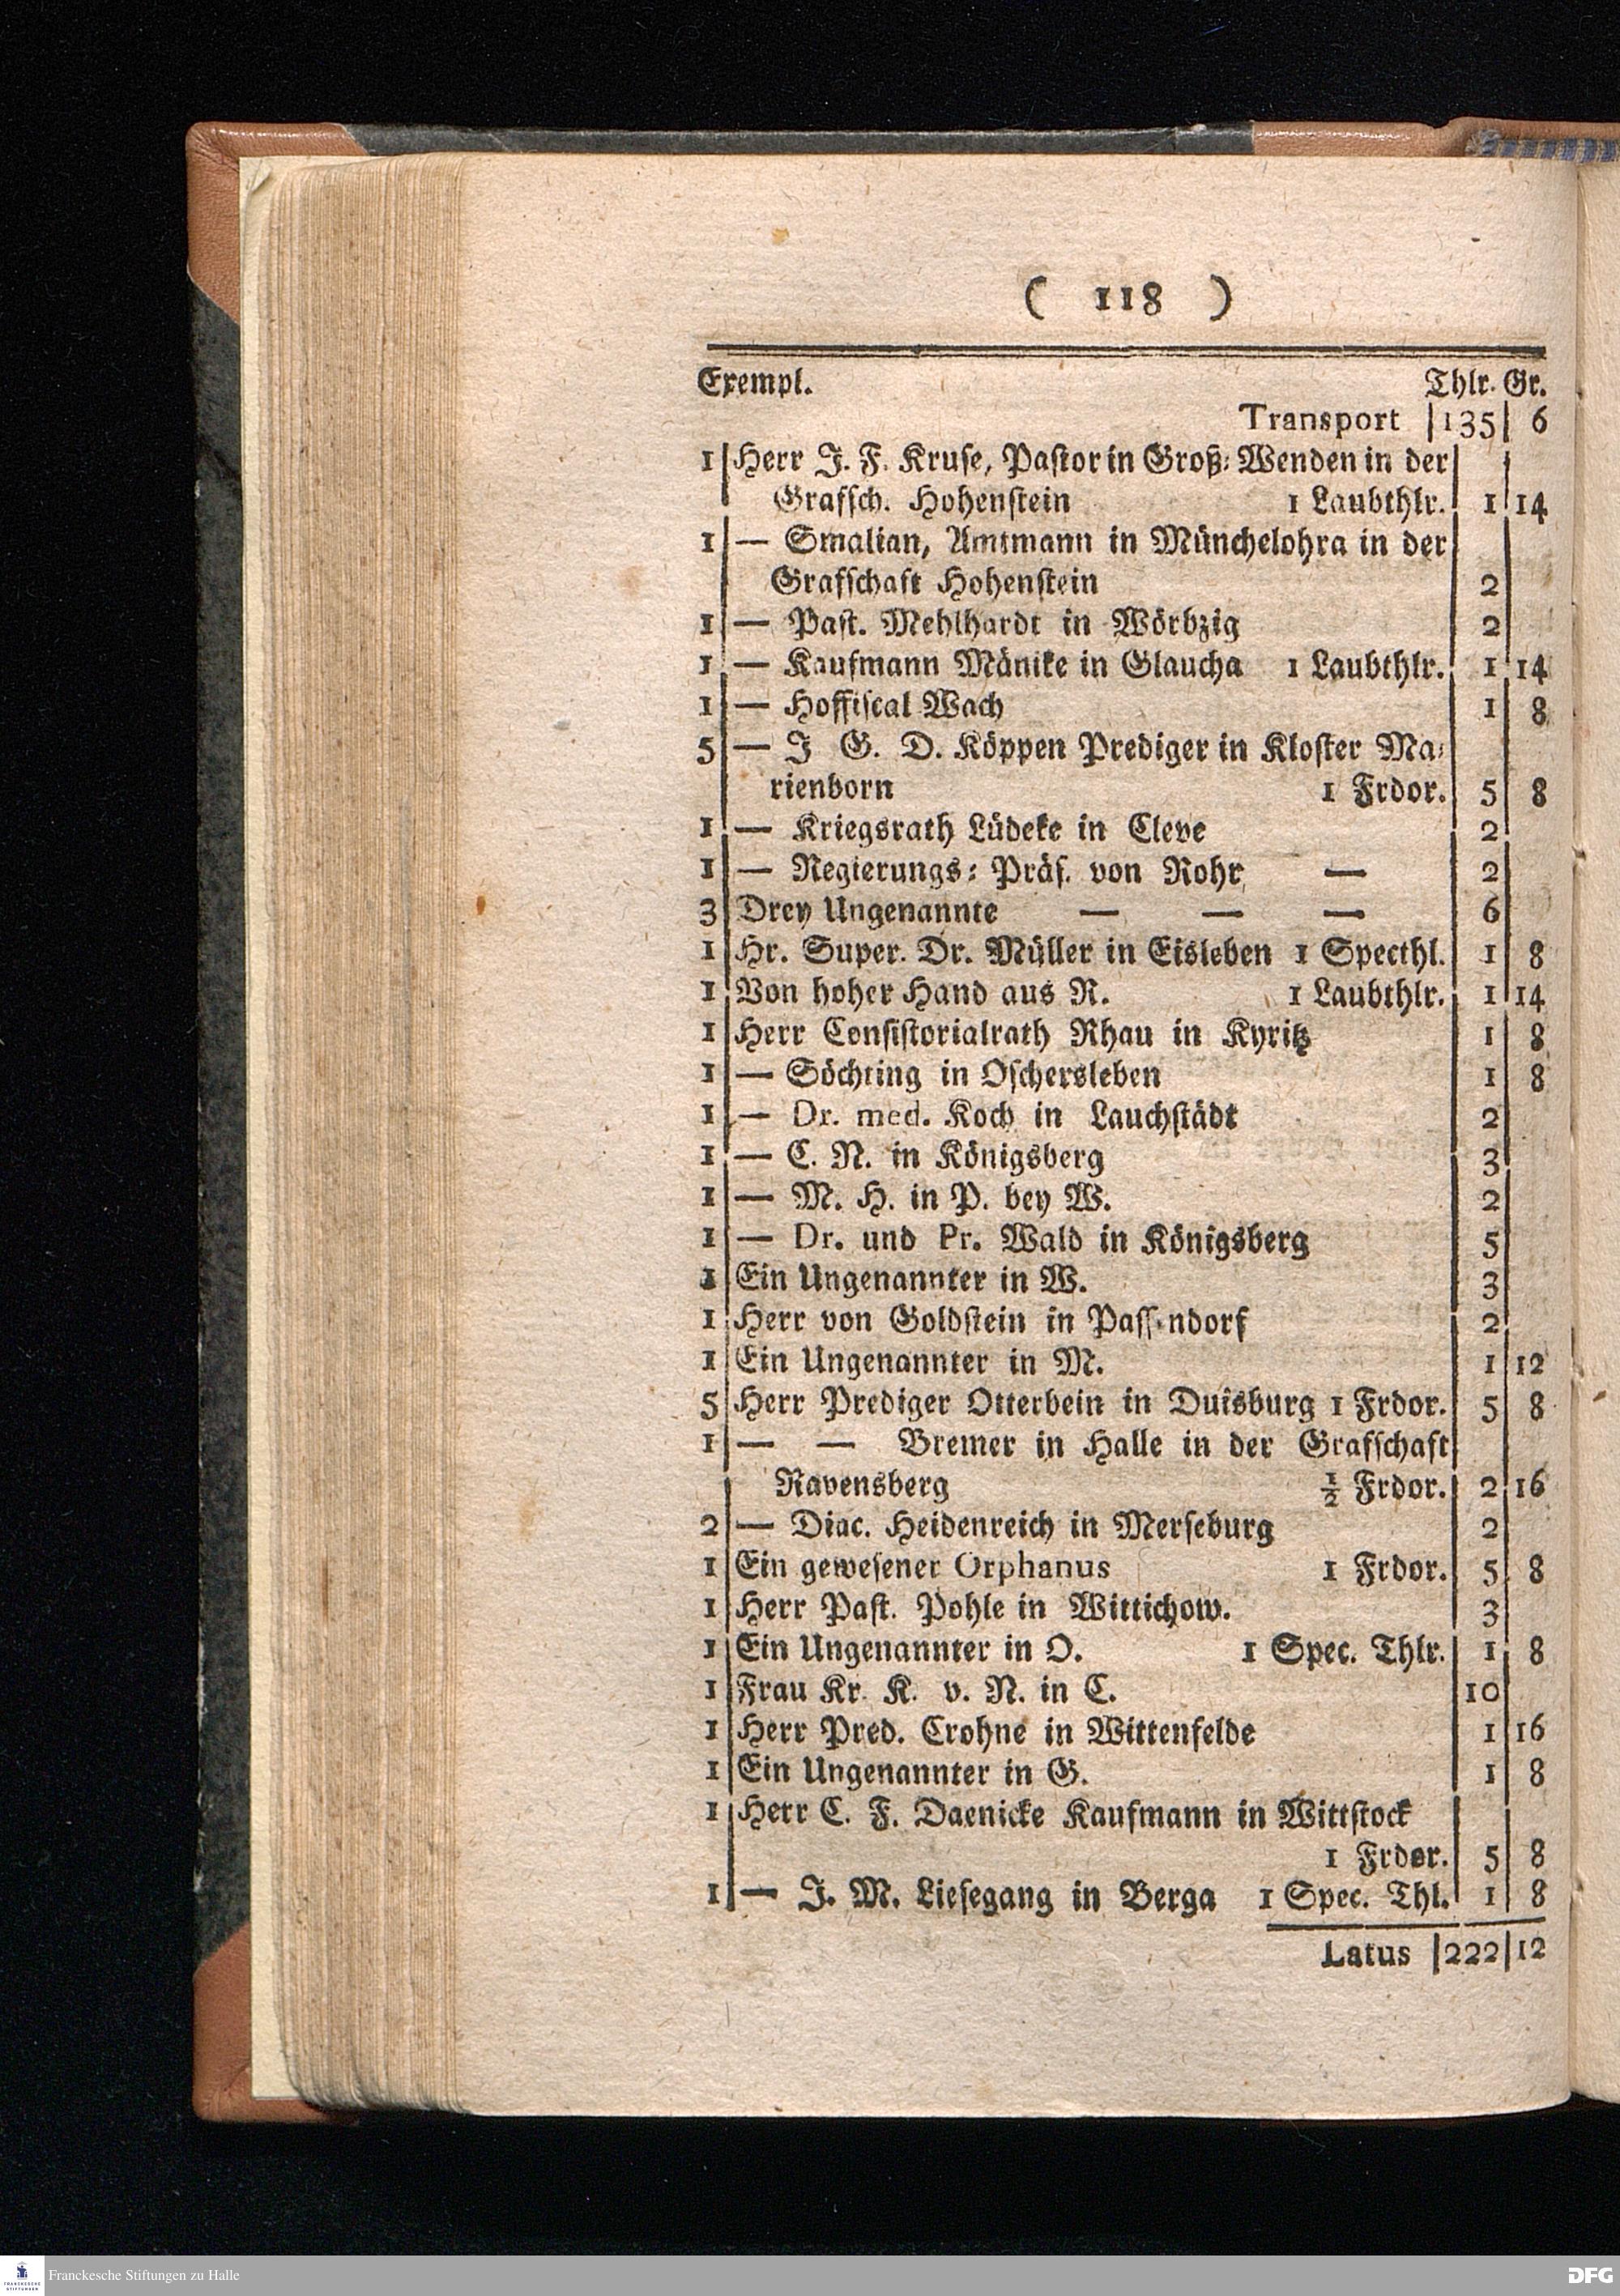 ( 118 )
Exempl. Thlr. Gr.
Transport |135| 6
1 Herr J. F. Kruse, Pastor in Groß-Wenden in der
Grafsch. Hohenstein 1 Laubthlr. 1 14
1 — Smalian, Amtmann in Münchelohra in der
Grafschaft Hohenstein 2
1 — Past. Mehlhardt in Wörbzig 2
1 — Kaufmann Mänike in Glaucha 1 Laubthlr. 1 14
1 — Hoffiscal Wach 1 8
5 — J G. D. Köppen Prediger in Kloster Ma-
rienborn 1 Frdor. 5 8
1 — Kriegsrath Lüdeke in Cleve 2
1 — Regierungs-Präs. von Rohr — 2
3 Drey Ungenannte — — — 6
1 Hr. Super. Dr. Müller in Eisleben 1 Specthl. 1 8
1 Von hoher Hand aus R. 1 Laubthlr. 1 14
1 Herr Consistorialrath Rhau in Kyritz 1 8
1 — Söchting in Oschersleben 1 8
1 — Dr. med. Koch in Lauchstädt 2
1 — C. N. in Königsberg 3
1 — M. H. in P. bey W. 2
1 — Dr. und Pr. Wald in Königsberg 5
1 Ein Ungenannter in W. 3
1 Herr von Goldstein in Passendorf 2
1 Ein Ungenannter in M. 1 12
5 Herr Prediger Otterbein in Duisburg 1 Frdor. 5 8
1 — — Bremer in Halle in der Grafschaft
Ravensberg ½ Frdor. 2 16
2 — Diac. Heidenreich in Merseburg 2
1 Ein gewesener Orphanus 1 Frdor. 5 8
1 Herr Past. Pohle in Wittichow. 3
1 Ein Ungenannter in O. 1 Spec. Thlr. 1 8
1 Frau Kr. K. v. N. in C. 10
1 Herr Pred. Crohne in Wittenfelde 1 16
1 Ein Ungenannter in G. 1 8
1 Herr C. F. Daenicke Kaufmann in Wittstock
1 Frdor. 5 8
1 — J. M. Liesegang in Berga 1 Spec. Thl. 1 8
Latus |222|12
FRANCKESCHE STIFTUNGEN
Franckesche Stiftungen zu Halle
DFG